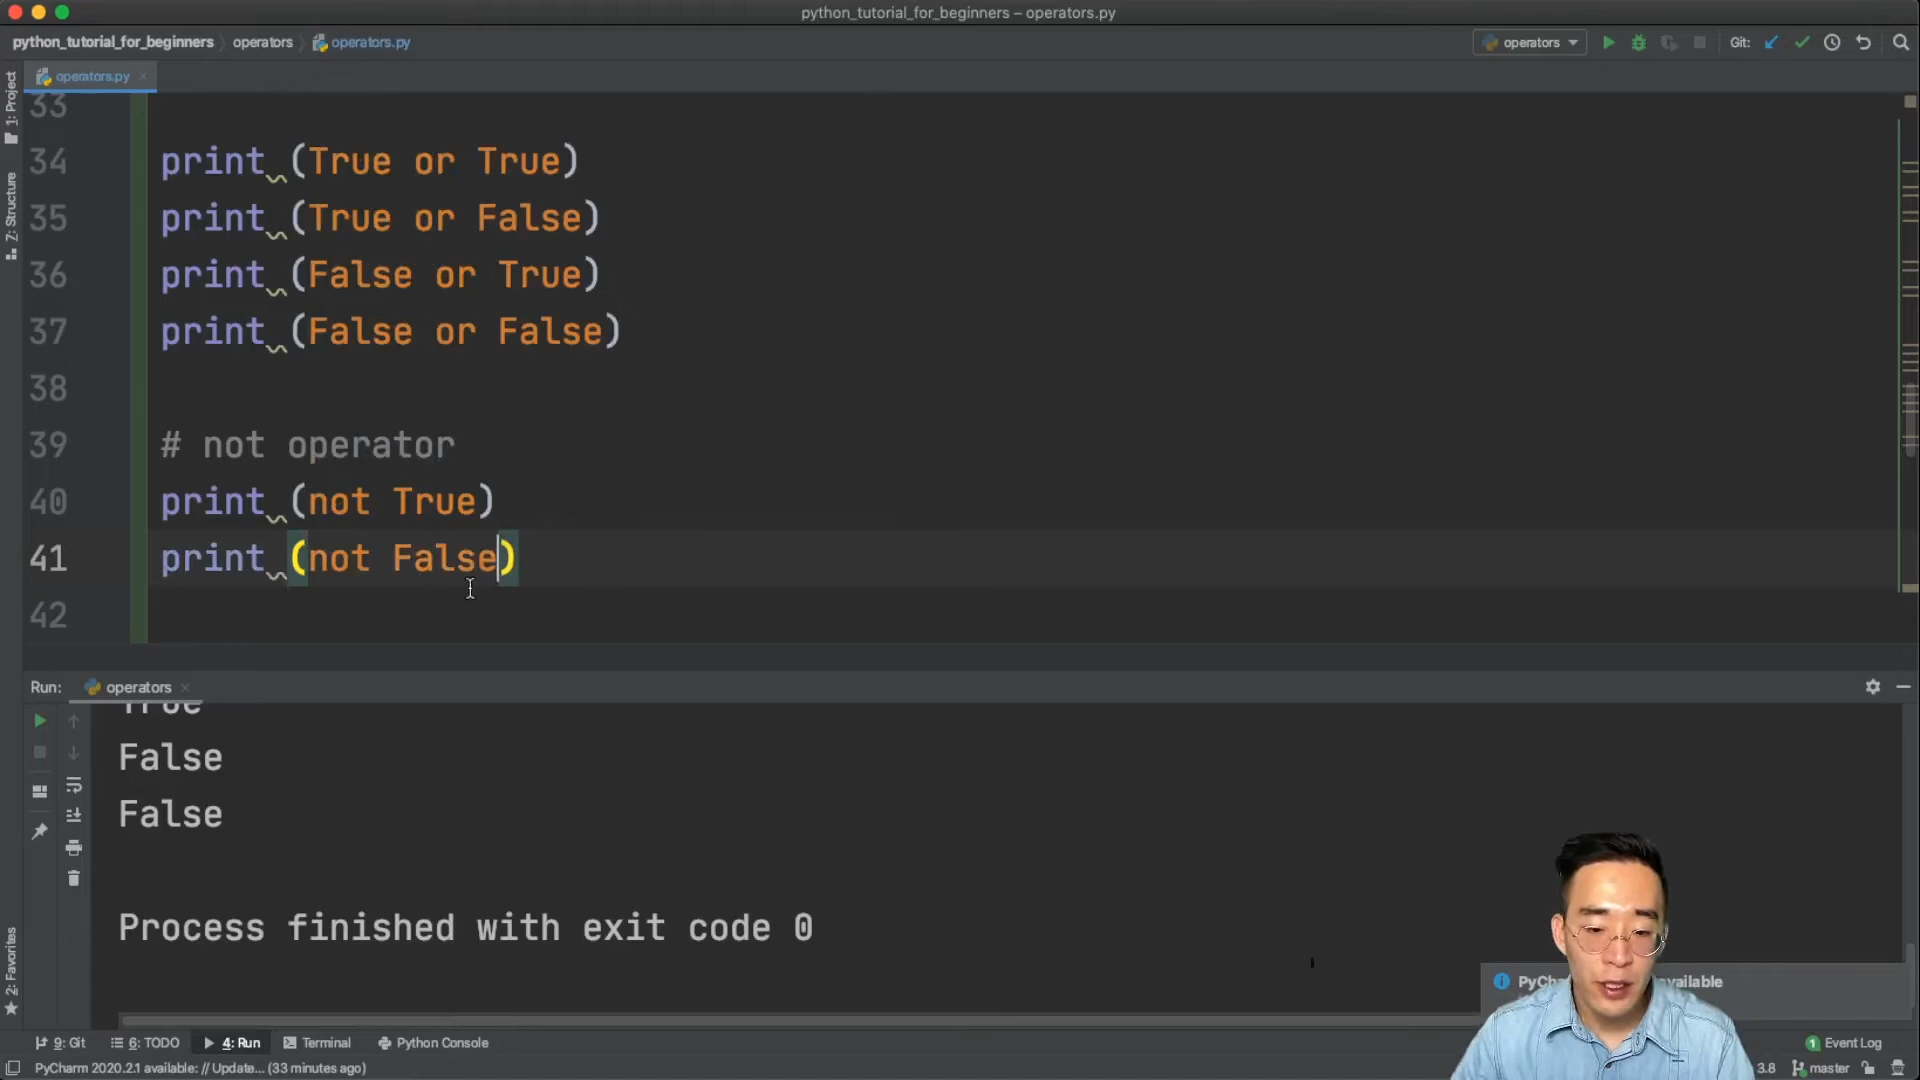 python_tutorial_for_beginners – operators.py
python_tutorial_for_beginners
operators
operators.py
operators
Git:
operators.py
1: Project
Z: Structure
2: Favorites
33
34 print (True or True)
35 print (True or False)
36 print (False or True)
37 print (False or False)
38
39 # not operator
40 print (not True)
41 print (not False)
42
Run: operators
True
False
False
Process finished with exit code 0
9: Git
6: TODO
4: Run
Terminal
Python Console
1 Event Log
PyCharm 2020.2.1 available: // Update... (33 minutes ago)
3.8
master